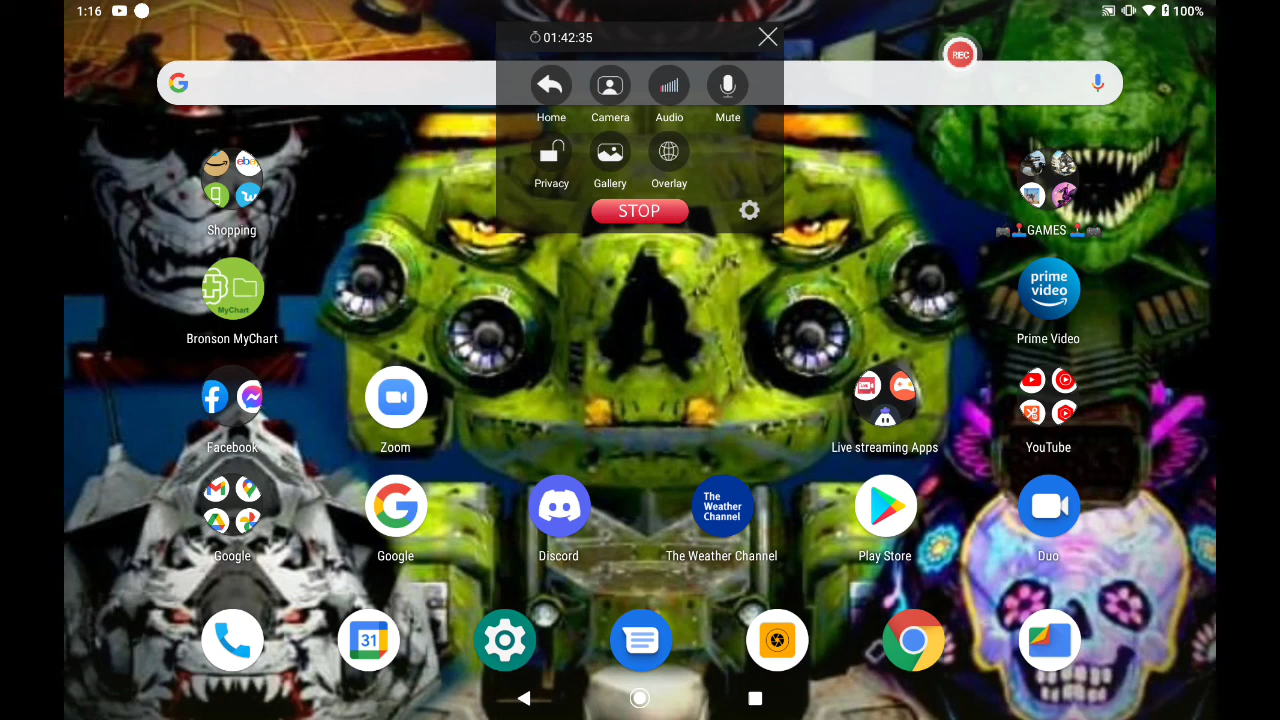 1:16
100%
01:42:35
REC
Home Camera Audio Mute
Privacy Gallery Overlay
STOP
ebay
Shopping
🎮🕹️GAMES 🕹️🎮
MyChart
prime video
Bronson MyChart
Prime Video
Facebook
Zoom
Live streaming Apps
YouTube
The
Weather
Channel
Google
Google
Discord
The Weather Channel
Play Store
Duo
31